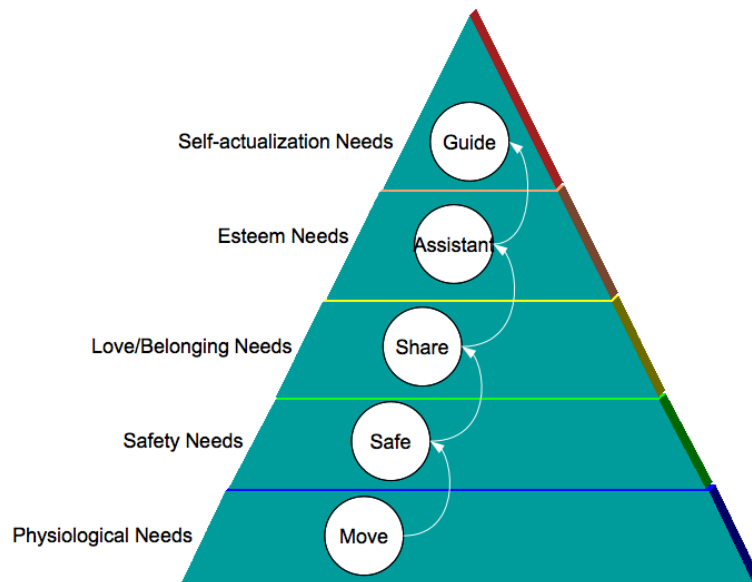 Self-actualization Needs
Guide
Esteem Needs
Assistant
Love/Belonging Needs
Share
Safety Needs
Safe
Physiological Needs
Move